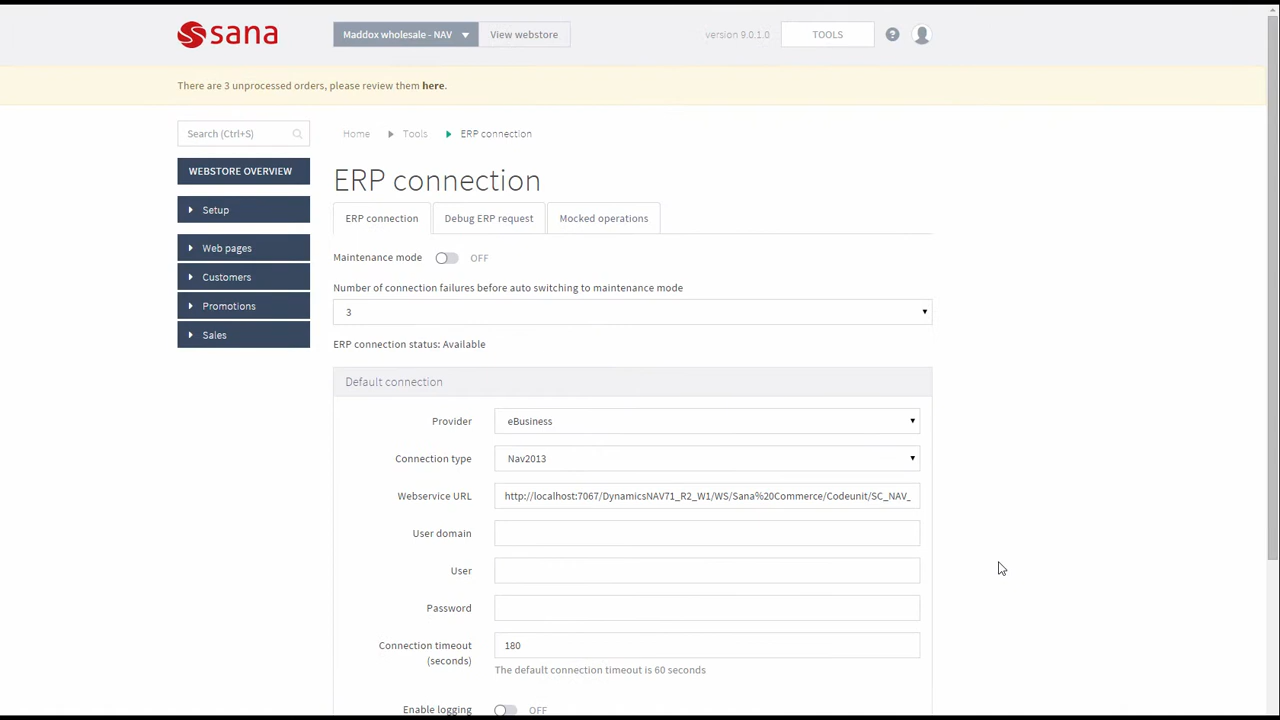 sana
Maddox wholesale - NAV
View webstore
version 9.0.1.0
TOOLS
?
There are 3 unprocessed orders, please review them here.
Search (Ctrl+S)
Home
Tools
ERP connection
WEBSTORE OVERVIEW
Setup
Web pages
Customers
Promotions
Sales
ERP connection
ERP connection
Debug ERP request
Mocked operations
Maintenance mode
OFF
Number of connection failures before auto switching to maintenance mode
3
ERP connection status: Available
Default connection
Provider
eBusiness
Connection type
Nav2013
Webservice URL
http://localhost:7067/DynamicsNAV71_R2_W1/WS/Sana%20Commerce/Codeunit/SC_NAV_
User domain
User
Password
Connection timeout
(seconds)
180
The default connection timeout is 60 seconds
Enable logging
OFF